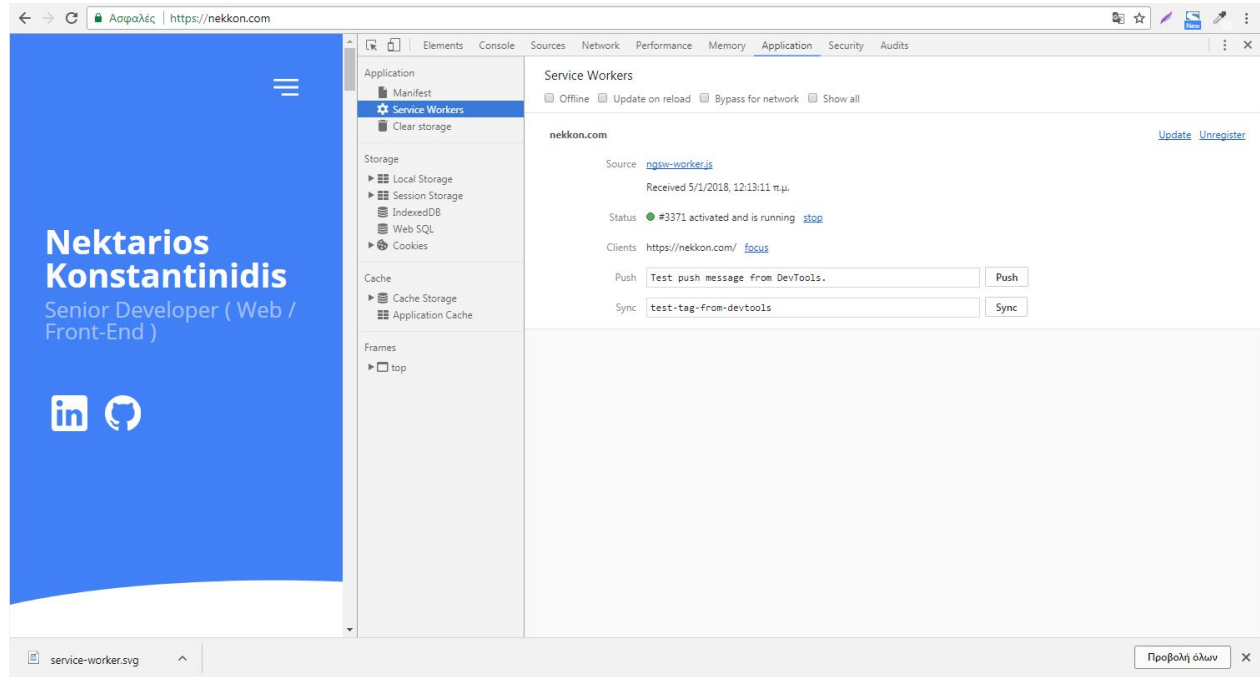 Ασφαλές | https://nekkon.com
New
Nektarios
Konstantinidis
Senior Developer ( Web /
Front-End )
in
Elements Console Sources Network Performance Memory Application Security Audits
Application
Manifest
Service Workers
Clear storage
Storage
Local Storage
Session Storage
IndexedDB
Web SQL
Cookies
Cache
Cache Storage
Application Cache
Frames
top
Service Workers
Offline Update on reload Bypass for network Show all
nekkon.com Update Unregister
Source ngsw-worker.js
Received 5/1/2018, 12:13:11 π.μ.
Status #3371 activated and is running stop
Clients https://nekkon.com/ focus
Push Test push message from DevTools. Push
Sync test-tag-from-devtools Sync
service-worker.svg
Προβολή όλων